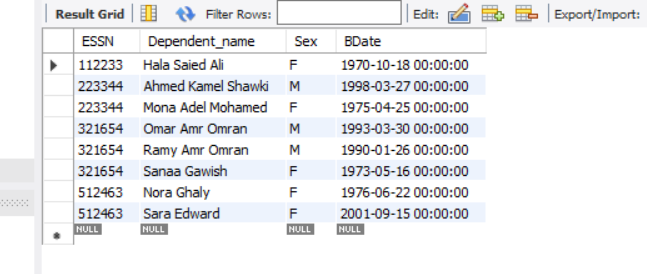 Result Grid Filter Rows: Edit: Export/Import:
ESSN Dependent_name Sex BDate
112233 Hala Saied Ali F 1970-10-18 00:00:00
223344 Ahmed Kamel Shawki M 1998-03-27 00:00:00
223344 Mona Adel Mohamed F 1975-04-25 00:00:00
321654 Omar Amr Omran M 1993-03-30 00:00:00
321654 Ramy Amr Omran M 1990-01-26 00:00:00
321654 Sanaa Gawish F 1973-05-16 00:00:00
512463 Nora Ghaly F 1976-06-22 00:00:00
512463 Sara Edward F 2001-09-15 00:00:00
NULL NULL NULL NULL